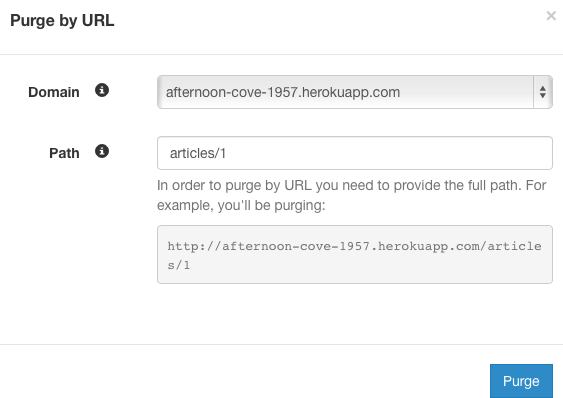 Purge by URL
×
Domain
afternoon-cove-1957.herokuapp.com
Path
articles/1
In order to purge by URL you need to provide the full path. For
example, you'll be purging:
http://afternoon-cove-1957.herokuapp.com/article
s/1
Purge